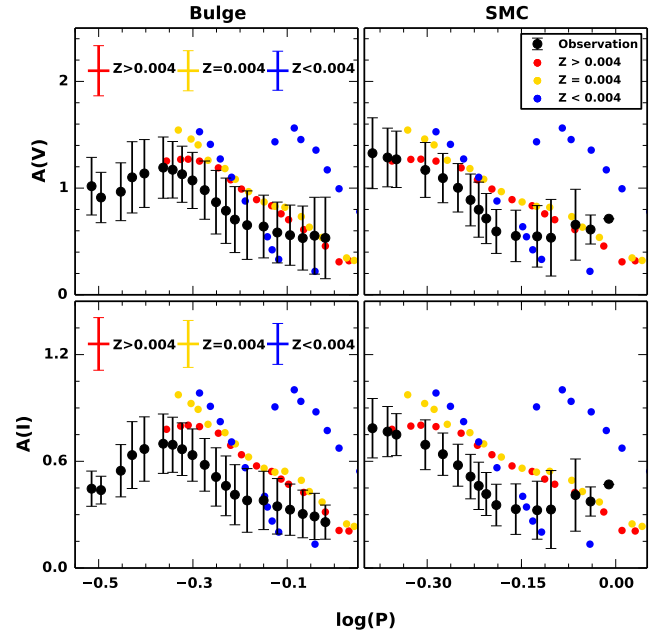 Bulge SMC
A(V)
2
1
0
Z>0.004 Z=0.004 Z<0.004
Observation
Z > 0.004
Z = 0.004
Z < 0.004
A(I)
1.2
0.6
0.0
Z>0.004 Z=0.004 Z<0.004
−0.5 −0.3 −0.1 −0.30 −0.15 0.00
log(P)